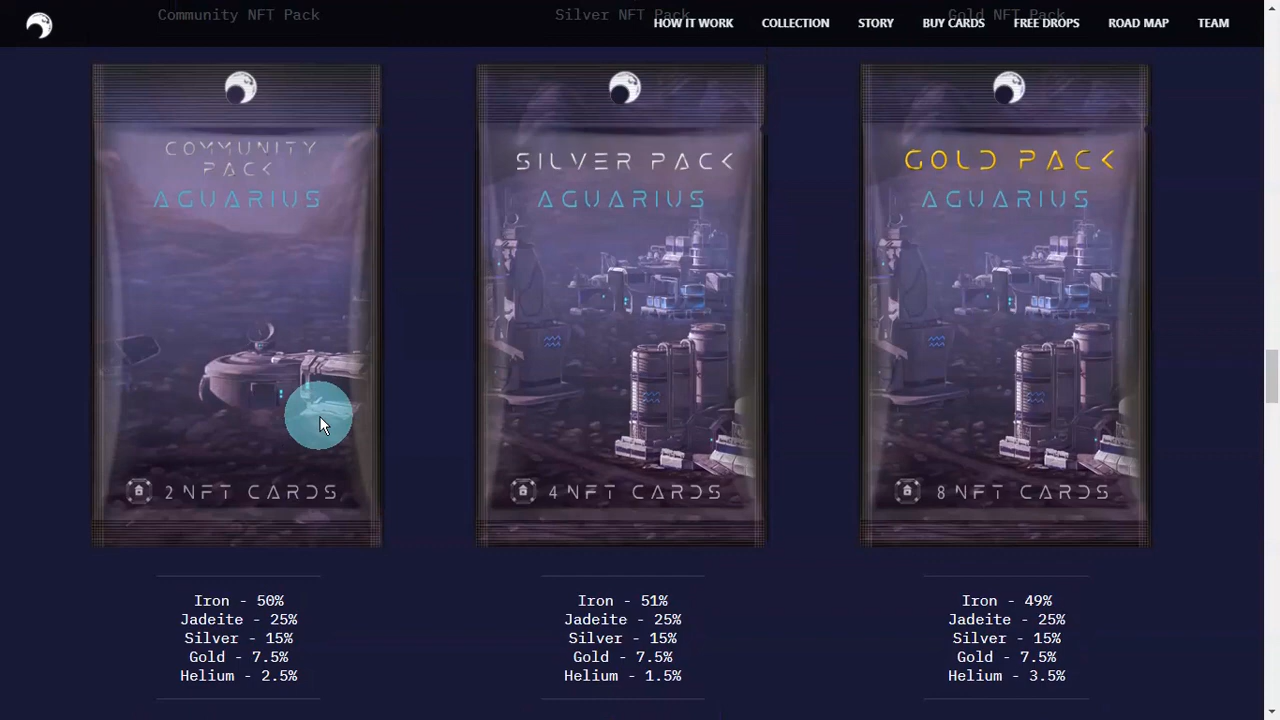 HOW IT WORK
COLLECTION
STORY
BUY CARDS
FREE DROPS
ROAD MAP
TEAM
Community NFT Pack
Silver NFT Pack
Gold NFT Pack
COMMUNITY
PACK
AQUARIUS
2 NFT CARDS
SILVER PACK
AQUARIUS
4 NFT CARDS
GOLD PACK
AQUARIUS
8 NFT CARDS
Iron - 50%
Jadeite - 25%
Silver - 15%
Gold - 7.5%
Helium - 2.5%
Iron - 51%
Jadeite - 25%
Silver - 15%
Gold - 7.5%
Helium - 1.5%
Iron - 49%
Jadeite - 25%
Silver - 15%
Gold - 7.5%
Helium - 3.5%